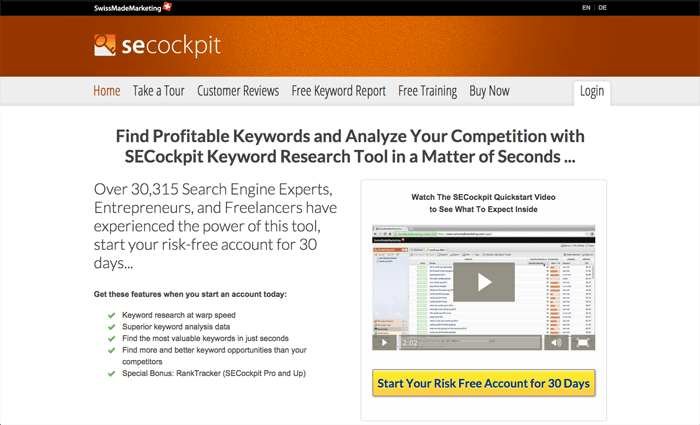 SwissMadeMarketing
EN | DE
secockpit
Home Take a Tour Customer Reviews Free Keyword Report Free Training Buy Now Login
Find Profitable Keywords and Analyze Your Competition with
SECockpit Keyword Research Tool in a Matter of Seconds ...
Over 30,315 Search Engine Experts,
Entrepreneurs, and Freelancers have
experienced the power of this tool,
start your risk-free account for 30
days...
Get these features when you start an account today:
Keyword research at warp speed
Superior keyword analysis data
Find the most valuable keywords in just seconds
Find more and better keyword opportunities than your
competitors
Special Bonus: RankTracker (SECockpit Pro and Up)
Watch The SECockpit Quickstart Video
to See What To Expect Inside
SwissMadeMarketing
2:02
Start Your Risk Free Account for 30 Days